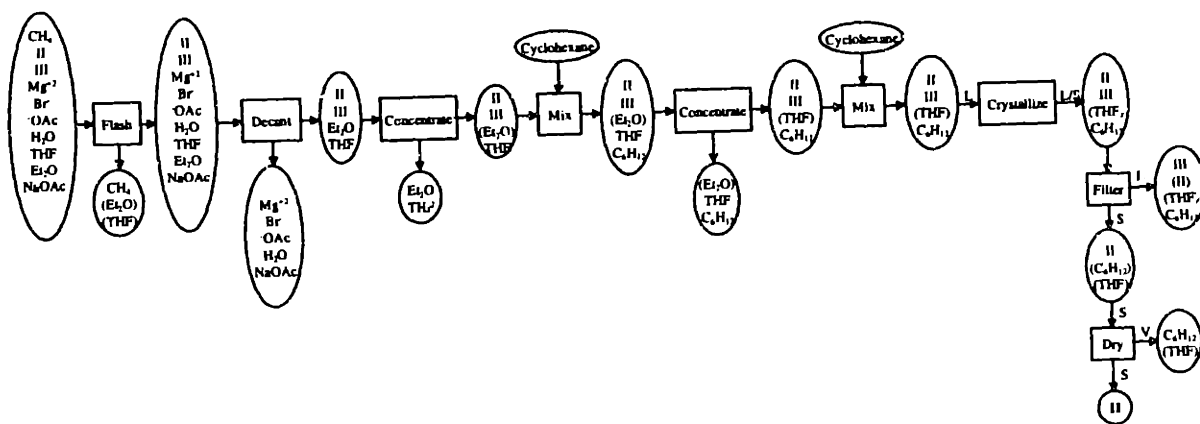 CH₄
II
III
Mg⁺²
Br⁻
⁻OAc
H₂O
THF
Et₂O
NaOAc
Flash
CH₄
(Et₂O)
(THF)
II
III
Mg⁺²
Br
⁻OAc
H₂O
THF
Et₂O
NaOAc
Decant
Mg⁺²
Br
⁻OAc
H₂O
NaOAc
II
III
Et₂O
THF
Concentrate
Et₂O
THF
II
III
(Et₂O)
THF
Cyclohexane
Mix
II
III
(Et₂O)
THF
C₆H₁₂
Concentrate
(Et₂O)
THF
C₆H₁₂
II
III
(THF)
C₆H₁₂
Cyclohexane
Mix
II
III
(THF)
C₆H₁₂
L
Crystallize
L/S
II
III
(THF)
C₆H₁₂
Filter
L
III
(II)
(THF)
C₆H₁₂
S
II
(C₆H₁₂)
(THF)
S
Dry
V
C₆H₁₂
(THF)
S
II